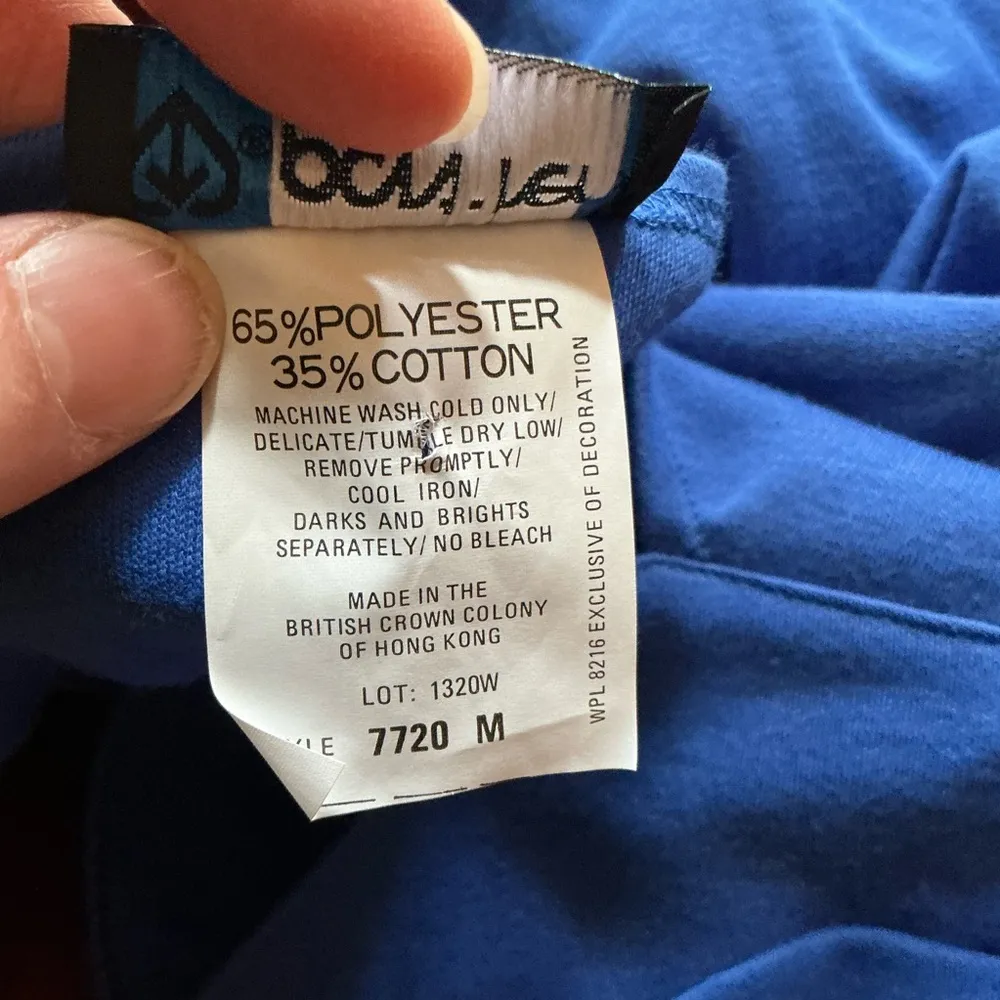 ®
65%POLYESTER
35%COTTON
MACHINE WASH COLD ONLY/
DELICATE/TUMBLE DRY LOW/
REMOVE PROMPTLY/
COOL IRON/
DARKS AND BRIGHTS
SEPARATELY/ NO BLEACH
MADE IN THE
BRITISH CROWN COLONY
OF HONG KONG
LOT: 1320W
7720 M
WPL 8216 EXCLUSIVE OF DECORATION